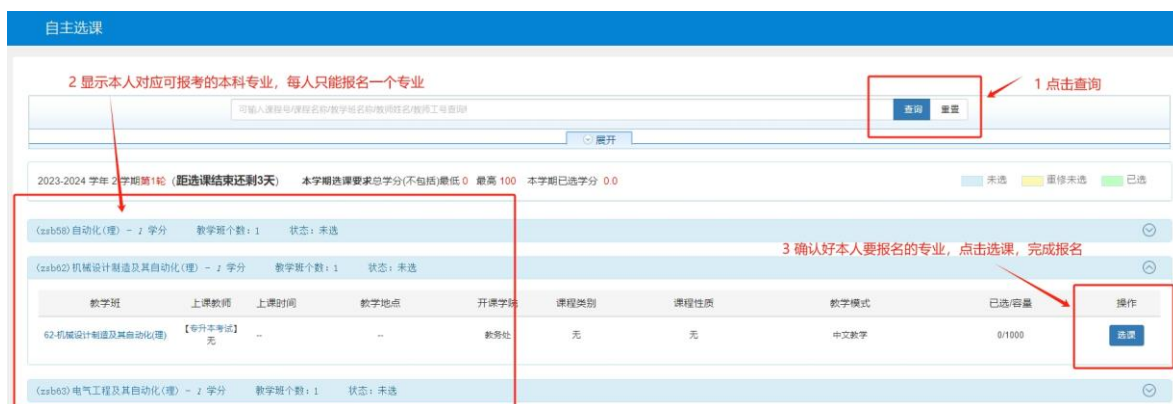 自主选课
2 显示本人对应可报考的本科专业，每人只能报名一个专业
1 点击查询
可输入课程号/课程名称/教学班名称/教师姓名/教师工号查询!
查询 重置
展开
2023-2024 学年 2 学期第1轮 (距选课结束还剩3天) 本学期选课要求总学分(不包括)最低 0 最高 100 本学期已选学分 0.0 未选 重修未选 已选
(zsb58)自动化(理) - 1 学分 教学班个数：1 状态：未选
3 确认好本人要报名的专业，点击选课，完成报名
(zsb62)机械设计制造及其自动化(理) - 1 学分 教学班个数：1 状态：未选
教学班 上课教师 上课时间 教学地点 开课学院 课程类别 课程性质 教学模式 已选/容量 操作
62-机械设计制造及其自动化(理) 【专升本考试】无 -- -- 教务处 无 无 中文教学 0/1000 选课
(zsb63)电气工程及其自动化(理) - 1 学分 教学班个数：1 状态：未选